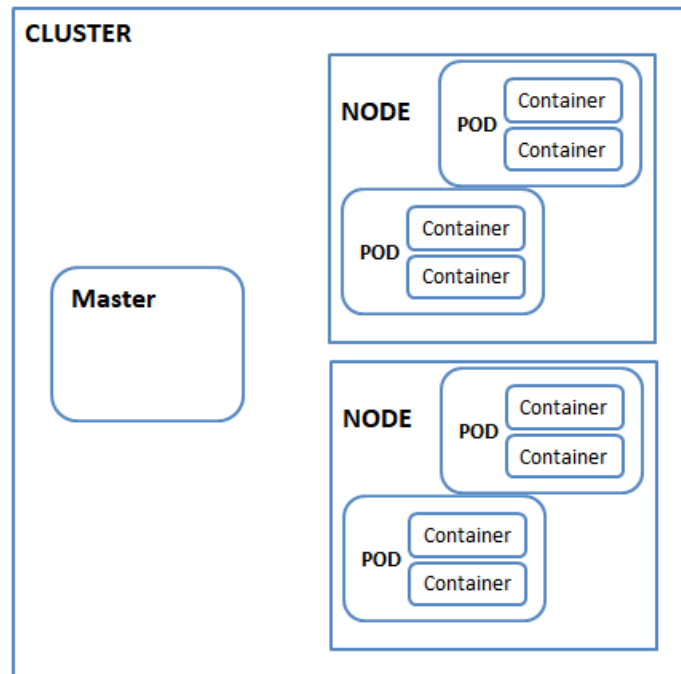 CLUSTER
NODE
POD
Container
Container
POD
Container
Container
Master
NODE
POD
Container
Container
POD
Container
Container